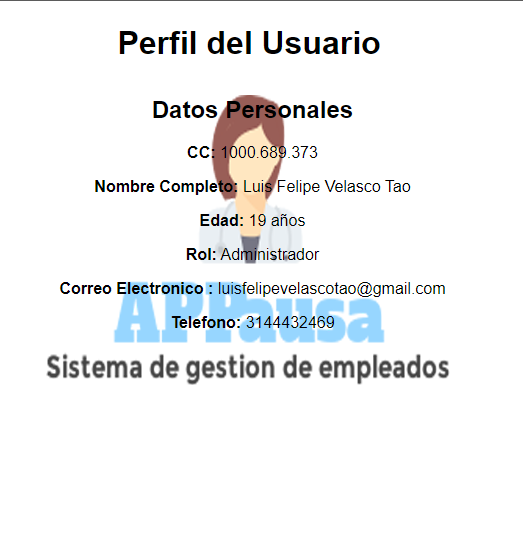 Perfil del Usuario
Datos Personales
CC: 1000.689.373
Nombre Completo: Luis Felipe Velasco Tao
Edad: 19 años
Rol: Administrador
Correo Electronico : luisfelipevelascotao@gmail.com
APPausa
Telefono: 3144432469
Sistema de gestion de empleados